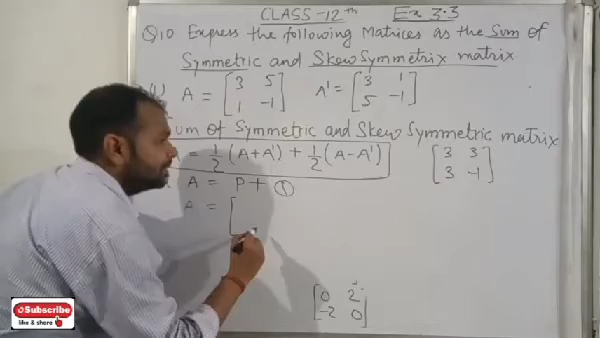 CLASS-12th Ex 3.3
Q10 Express the following Matrices as the Sum of
Symmetric and Skew Symmetrix matrix
A = [3 5
1 -1] A' = [3 1
5 -1]
um of Symmetric and Skew Symmetric matrix
= 1/2 (A+A') + 1/2 (A-A') [3 3
3 -1]
A = P+ Q
A = [
[0 2
-2 0]
Subscribe
like & share